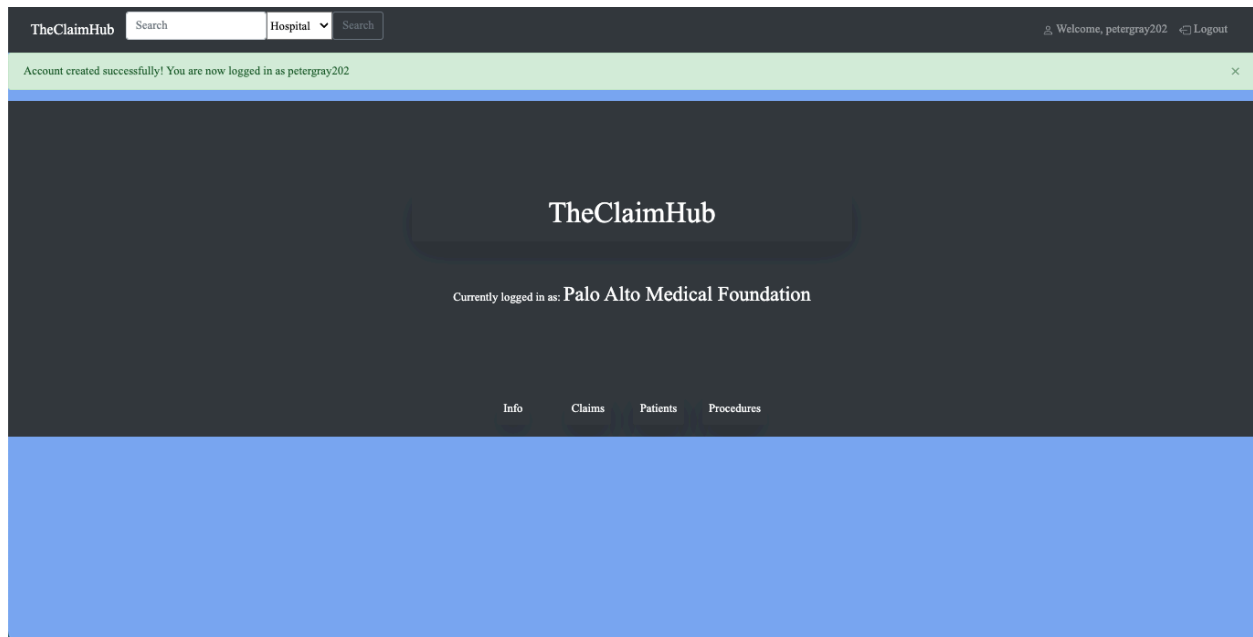 TheClaimHub Search Hospital Search Welcome, petergray202 Logout
Account created successfully! You are now logged in as petergray202 ×
TheClaimHub
Currently logged in as: Palo Alto Medical Foundation
Info Claims Patients Procedures